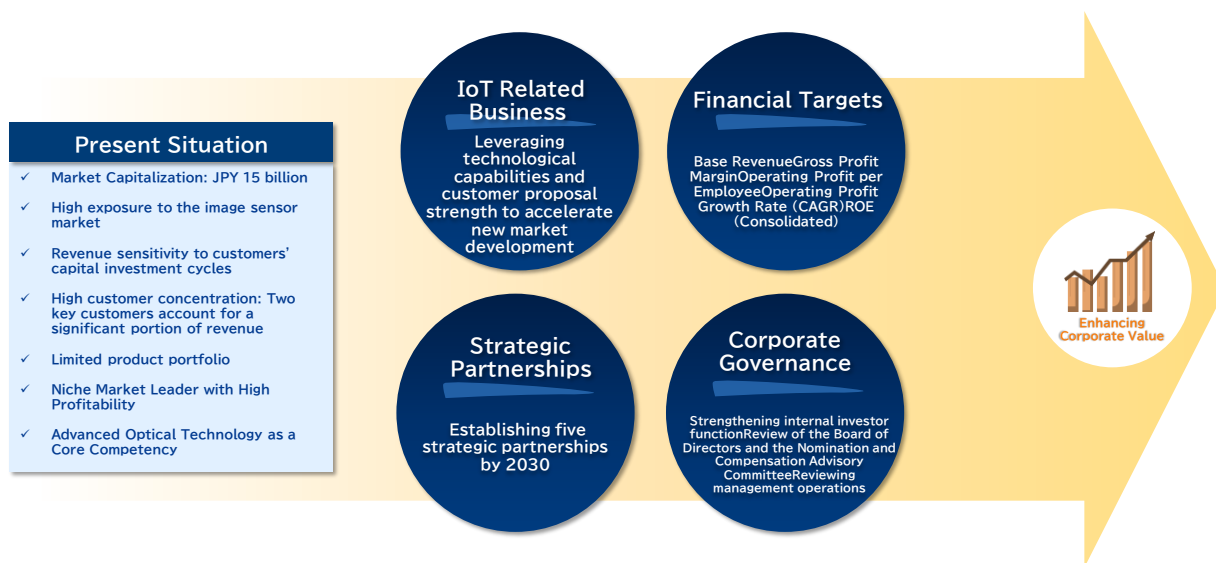 Present Situation
✓ Market Capitalization: JPY 15 billion
✓ High exposure to the image sensor
market
✓ Revenue sensitivity to customers'
capital investment cycles
✓ High customer concentration: Two
key customers account for a
significant portion of revenue
✓ Limited product portfolio
✓ Niche Market Leader with High
Profitability
✓ Advanced Optical Technology as a
Core Competency
IoT Related
Business
Leveraging
technological
capabilities and
customer proposal
strength to accelerate
new market
development
Financial Targets
Base RevenueGross Profit
MarginOperating Profit per
EmployeeOperating Profit
Growth Rate (CAGR)ROE
(Consolidated)
Strategic
Partnerships
Establishing five
strategic partnerships
by 2030
Corporate
Governance
Strengthening internal investor
functionReview of the Board of
Directors and the Nomination and
Compensation Advisory
CommitteeReviewing
management operations
Enhancing
Corporate Value